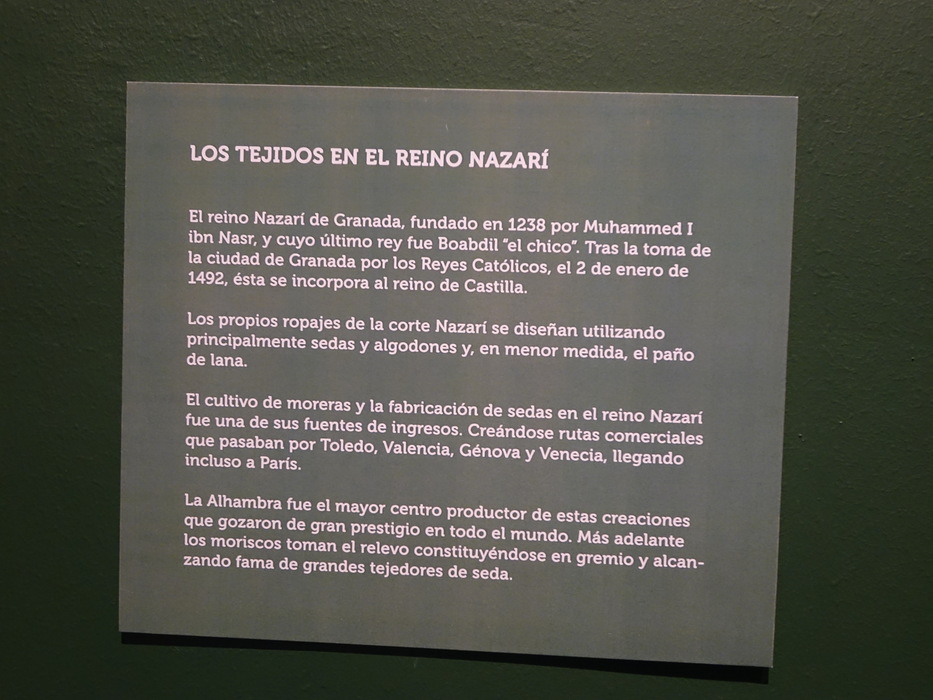 LOS TEJIDOS EN EL REINO NAZARÍ
El reino Nazarí de Granada, fundado en 1238 por Muhammed I
ibn Nasr, y cuyo último rey fue Boabdil “el chico”. Tras la toma de
la ciudad de Granada por los Reyes Católicos, el 2 de enero de
1492, ésta se incorpora al reino de Castilla.
Los propios ropajes de la corte Nazarí se diseñan utilizando
principalmente sedas y algodones y, en menor medida, el paño
de lana.
El cultivo de moreras y la fabricación de sedas en el reino Nazarí
fue una de sus fuentes de ingresos. Creándose rutas comerciales
que pasaban por Toledo, Valencia, Génova y Venecia, llegando
incluso a París.
La Alhambra fue el mayor centro productor de estas creaciones
que gozaron de gran prestigio en todo el mundo. Más adelante
los moriscos toman el relevo constituyéndose en gremio y alcan-
zando fama de grandes tejedores de seda.